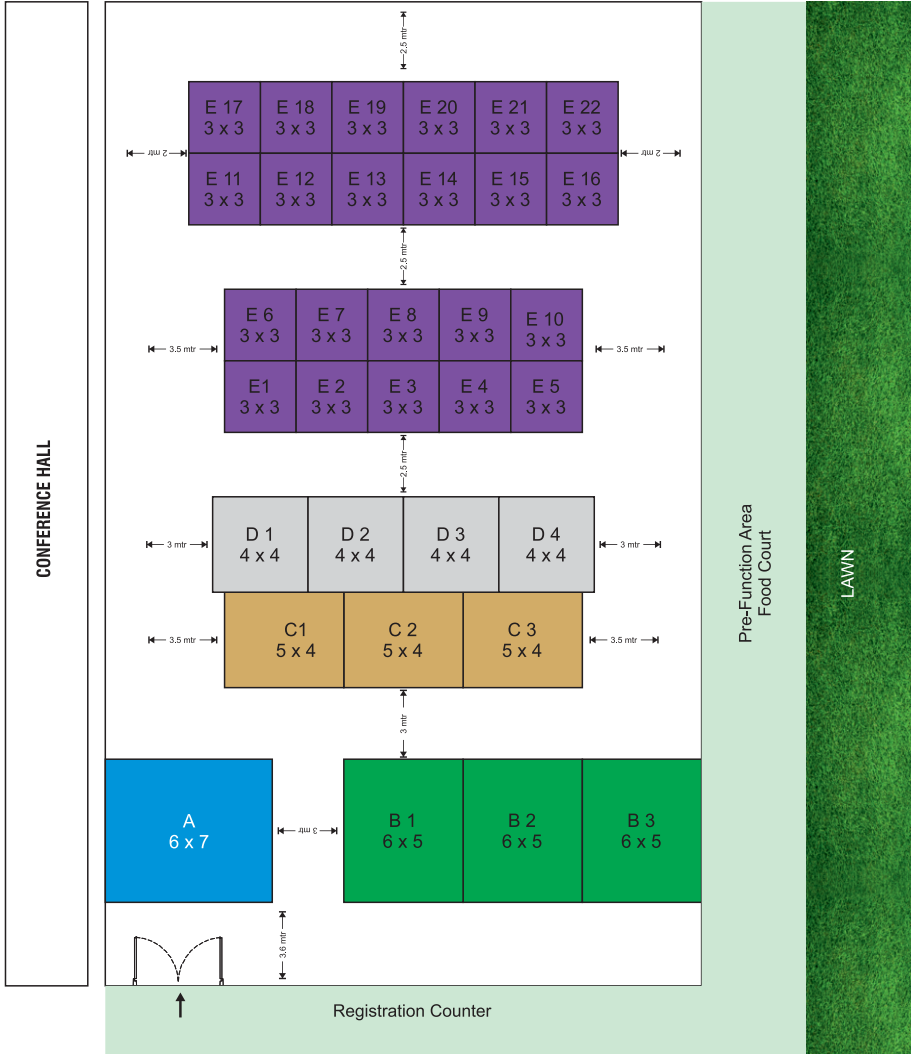 2.5 mtr
E 17
3 x 3
E 18
3 x 3
E 19
3 x 3
E 20
3 x 3
E 21
3 x 3
E 22
3 x 3
2 mtr
2 mtr
E 11
3 x 3
E 12
3 x 3
E 13
3 x 3
E 14
3 x 3
E 15
3 x 3
E 16
3 x 3
2.5 mtr
E 6
3 x 3
E 7
3 x 3
E 8
3 x 3
E 9
3 x 3
E 10
3 x 3
3.5 mtr
3.5 mtr
E1
3 x 3
E 2
3 x 3
E 3
3 x 3
E 4
3 x 3
E 5
3 x 3
2.5 mtr
CONFERENCE HALL
3 mtr
D 1
4 x 4
D 2
4 x 4
D 3
4 x 4
D 4
4 x 4
3 mtr
Pre-Function Area
Food Court
LAWN
3.5 mtr
C1
5 x 4
C 2
5 x 4
C 3
5 x 4
3.5 mtr
3 mtr
A
6 x 7
3 mtr
B 1
6 x 5
B 2
6 x 5
B 3
6 x 5
3.6 mtr
Registration Counter